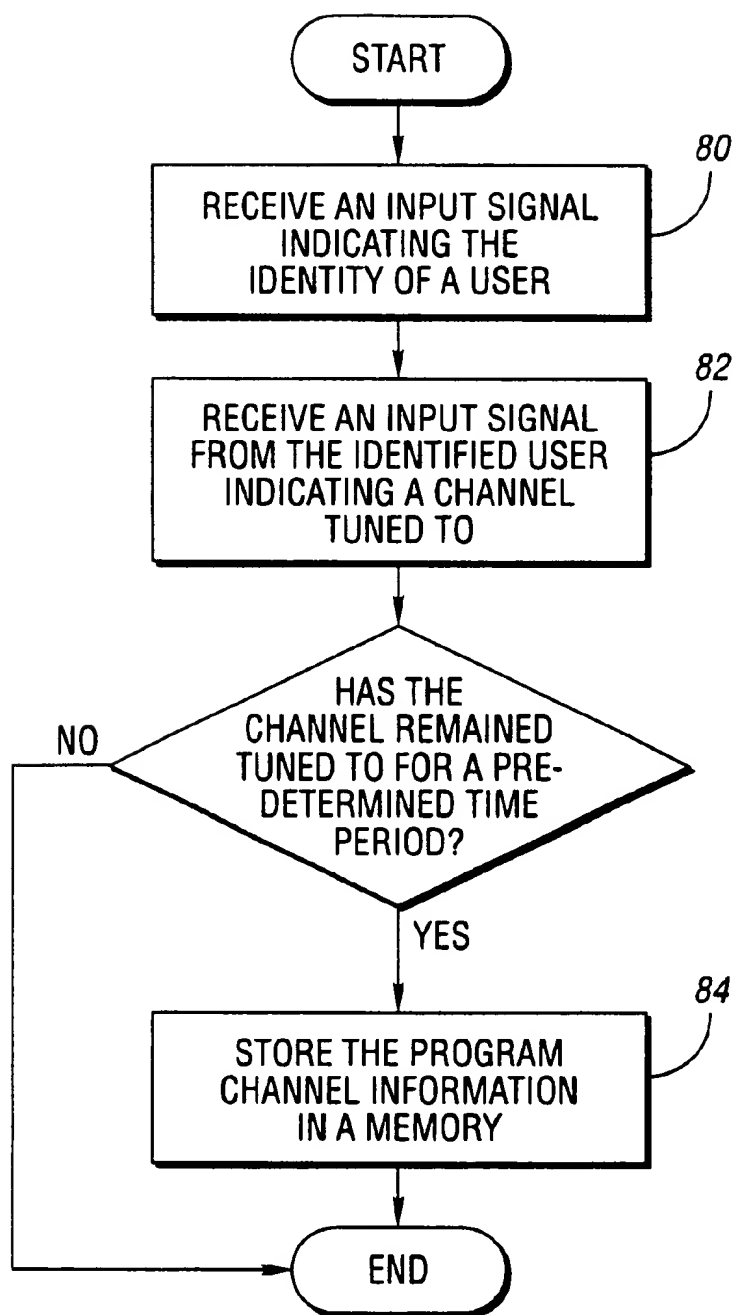 START
80
RECEIVE AN INPUT SIGNAL
INDICATING THE
IDENTITY OF A USER
82
RECEIVE AN INPUT SIGNAL
FROM THE IDENTIFIED USER
INDICATING A CHANNEL
TUNED TO
HAS THE
CHANNEL REMAINED
TUNED TO FOR A PRE-
DETERMINED TIME
PERIOD?
NO
YES
84
STORE THE PROGRAM
CHANNEL INFORMATION
IN A MEMORY
END